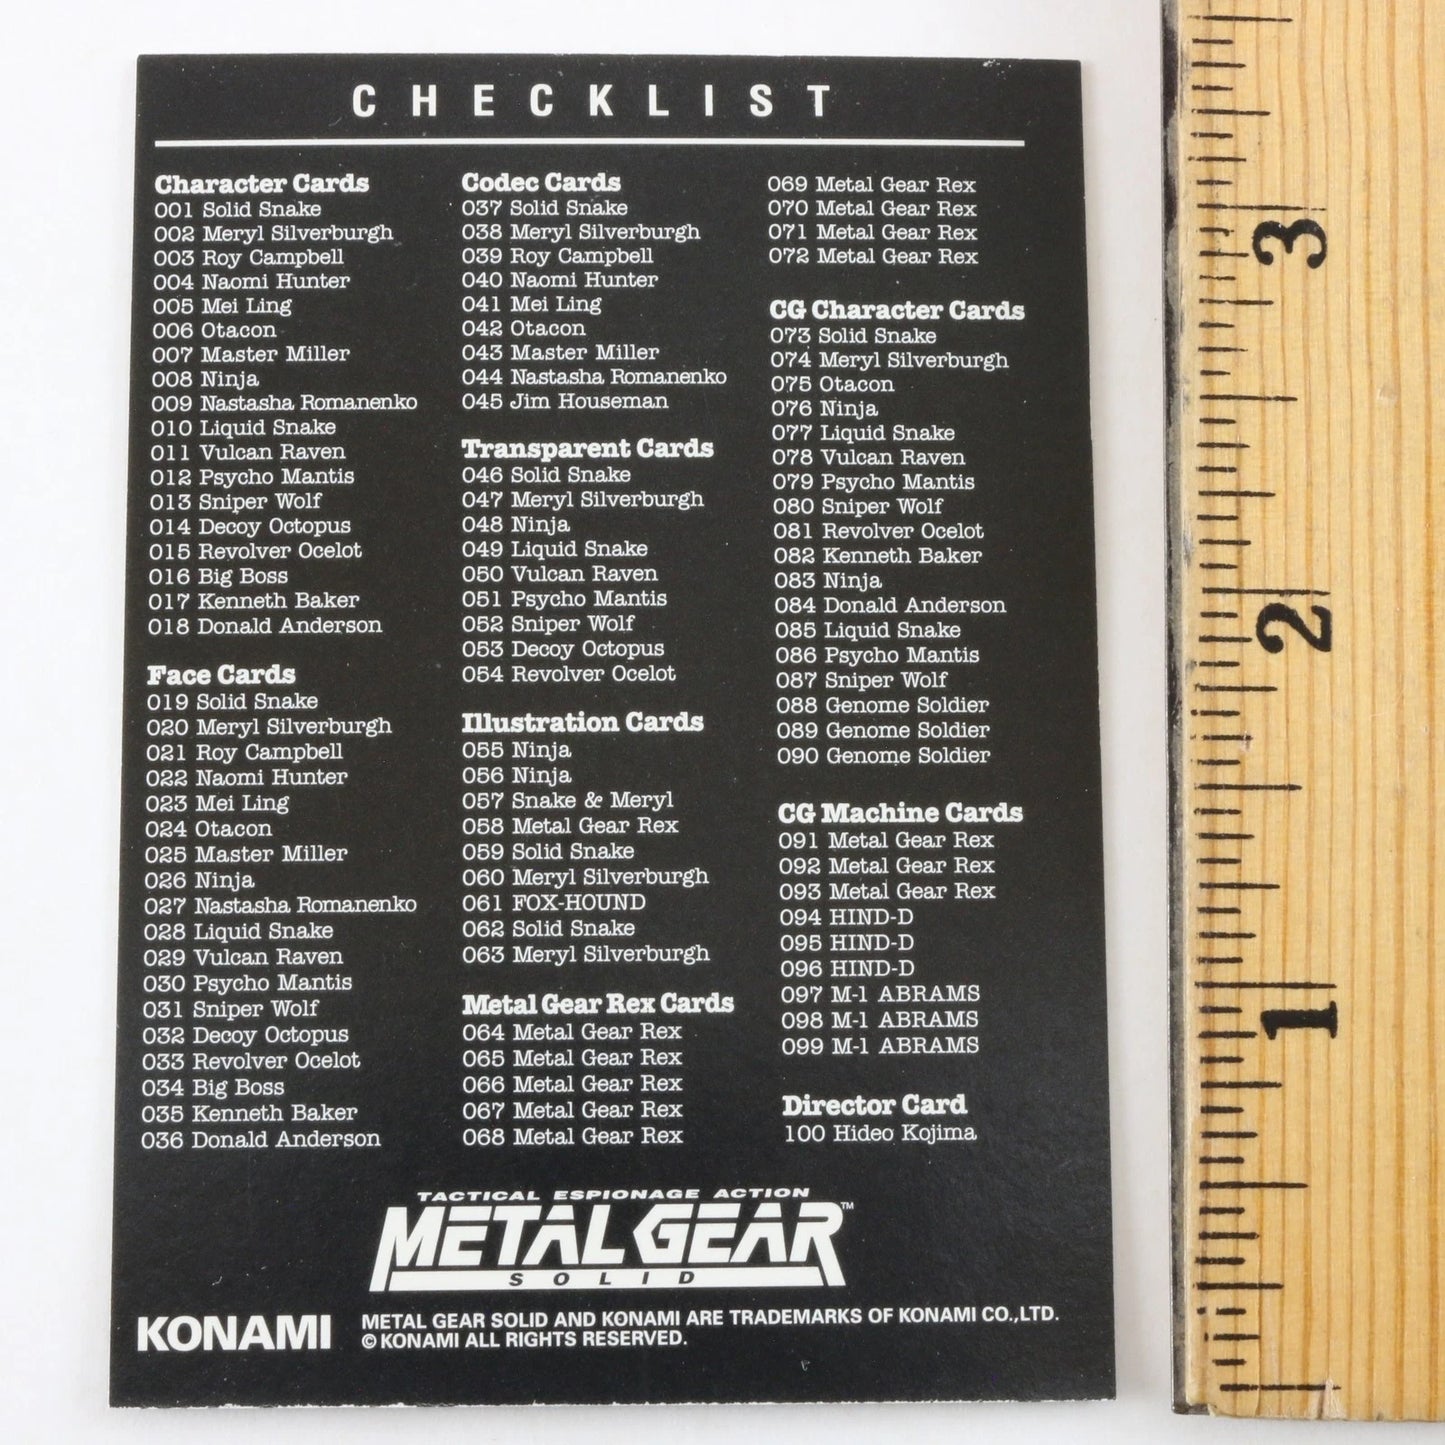 CHECKLIST
Character Cards
001 Solid Snake
002 Meryl Silverburgh
003 Roy Campbell
004 Naomi Hunter
005 Mei Ling
006 Otacon
007 Master Miller
008 Ninja
009 Nastasha Romanenko
010 Liquid Snake
011 Vulcan Raven
012 Psycho Mantis
013 Sniper Wolf
014 Decoy Octopus
015 Revolver Ocelot
016 Big Boss
017 Kenneth Baker
018 Donald Anderson
Face Cards
019 Solid Snake
020 Meryl Silverburgh
021 Roy Campbell
022 Naomi Hunter
023 Mei Ling
024 Otacon
025 Master Miller
026 Ninja
027 Nastasha Romanenko
028 Liquid Snake
029 Vulcan Raven
030 Psycho Mantis
031 Sniper Wolf
032 Decoy Octopus
033 Revolver Ocelot
034 Big Boss
035 Kenneth Baker
036 Donald Anderson
Codec Cards
037 Solid Snake
038 Meryl Silverburgh
039 Roy Campbell
040 Naomi Hunter
041 Mei Ling
042 Otacon
043 Master Miller
044 Nastasha Romanenko
045 Jim Houseman
Transparent Cards
046 Solid Snake
047 Meryl Silverburgh
048 Ninja
049 Liquid Snake
050 Vulcan Raven
051 Psycho Mantis
052 Sniper Wolf
053 Decoy Octopus
054 Revolver Ocelot
Illustration Cards
055 Ninja
056 Ninja
057 Snake & Meryl
058 Metal Gear Rex
059 Solid Snake
060 Meryl Silverburgh
061 FOX-HOUND
062 Solid Snake
063 Meryl Silverburgh
Metal Gear Rex Cards
064 Metal Gear Rex
065 Metal Gear Rex
066 Metal Gear Rex
067 Metal Gear Rex
068 Metal Gear Rex
069 Metal Gear Rex
070 Metal Gear Rex
071 Metal Gear Rex
072 Metal Gear Rex
CG Character Cards
073 Solid Snake
074 Meryl Silverburgh
075 Otacon
076 Ninja
077 Liquid Snake
078 Vulcan Raven
079 Psycho Mantis
080 Sniper Wolf
081 Revolver Ocelot
082 Kenneth Baker
083 Ninja
084 Donald Anderson
085 Liquid Snake
086 Psycho Mantis
087 Sniper Wolf
088 Genome Soldier
089 Genome Soldier
090 Genome Soldier
CG Machine Cards
091 Metal Gear Rex
092 Metal Gear Rex
093 Metal Gear Rex
094 HIND-D
095 HIND-D
096 HIND-D
097 M-1 ABRAMS
098 M-1 ABRAMS
099 M-1 ABRAMS
Director Card
100 Hideo Kojima
TACTICAL ESPIONAGE ACTION
METAL GEAR™
SOLID
KONAMI
METAL GEAR SOLID AND KONAMI ARE TRADEMARKS OF KONAMI CO.,LTD.
© KONAMI ALL RIGHTS RESERVED.
3
2
1